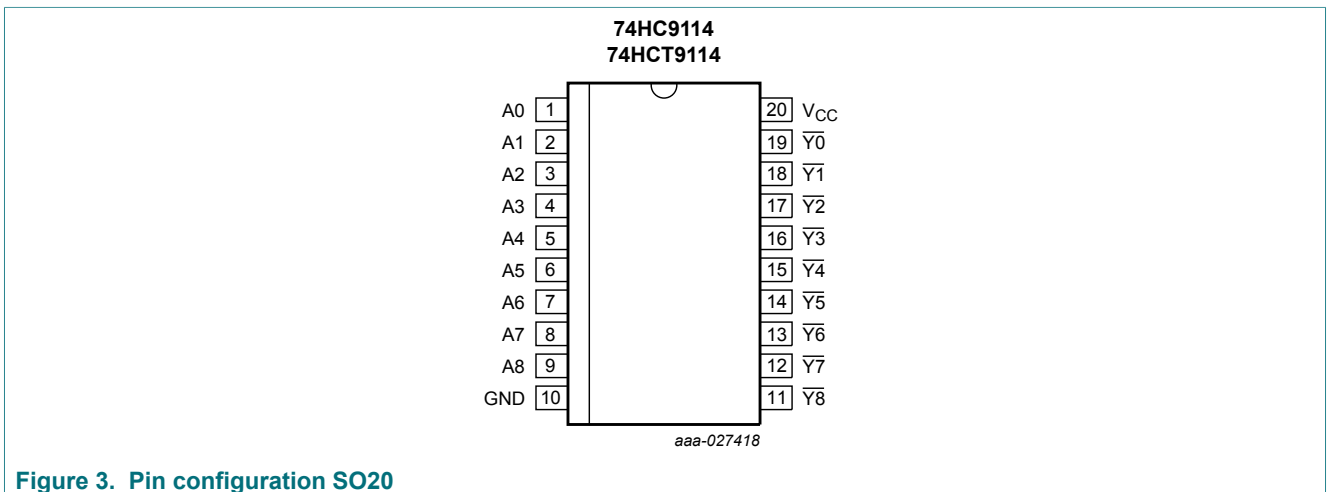 74HC9114
74HCT9114
A0 1 20 VCC
A1 2 19 Y0
A2 3 18 Y1
A3 4 17 Y2
A4 5 16 Y3
A5 6 15 Y4
A6 7 14 Y5
A7 8 13 Y6
A8 9 12 Y7
GND 10 11 Y8
aaa-027418
Figure 3. Pin configuration SO20